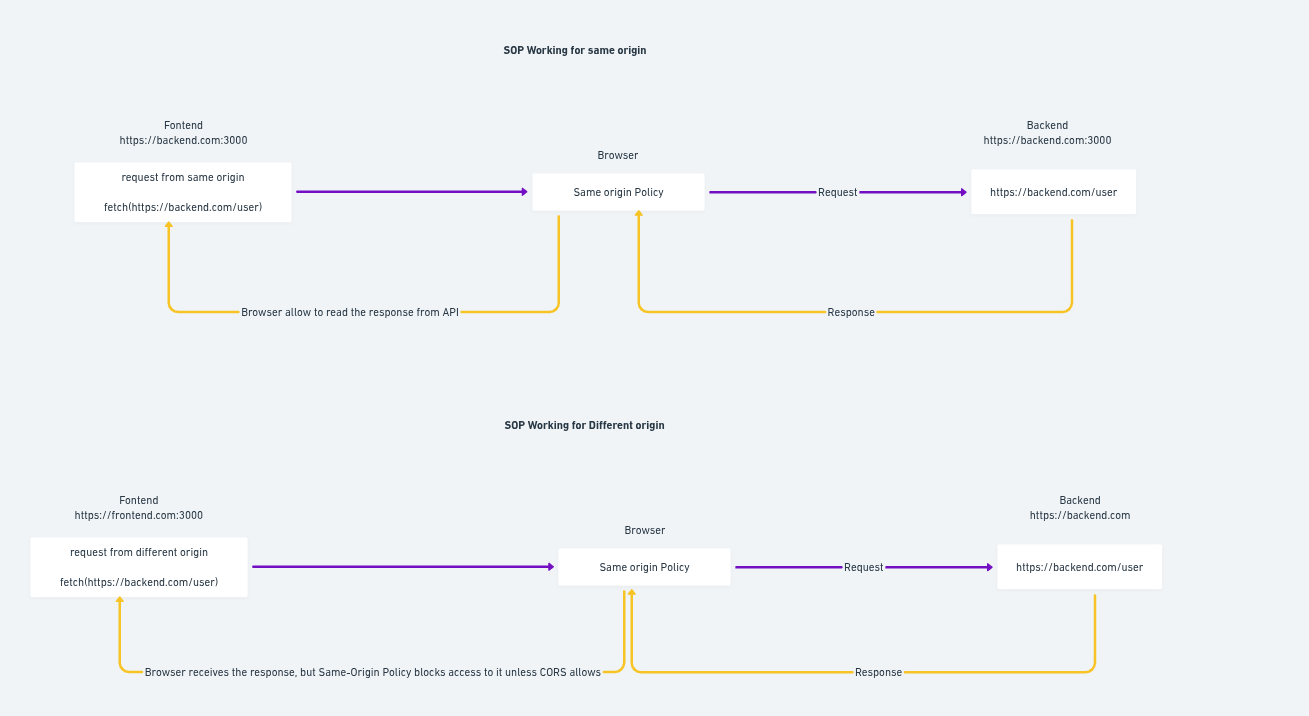 SOP Working for same origin
Fontend
https://backend.com:3000
request from same origin
fetch(https://backend.com/user)
Browser
Same origin Policy
Request
Backend
https://backend.com:3000
https://backend.com/user
Browser allow to read the response from API
Response
SOP Working for Different origin
Fontend
https://frontend.com:3000
request from different origin
fetch(https://backend.com/user)
Browser
Same origin Policy
Request
Backend
https://backend.com
https://backend.com/user
Browser receives the response, but Same-Origin Policy blocks access to it unless CORS allows
Response